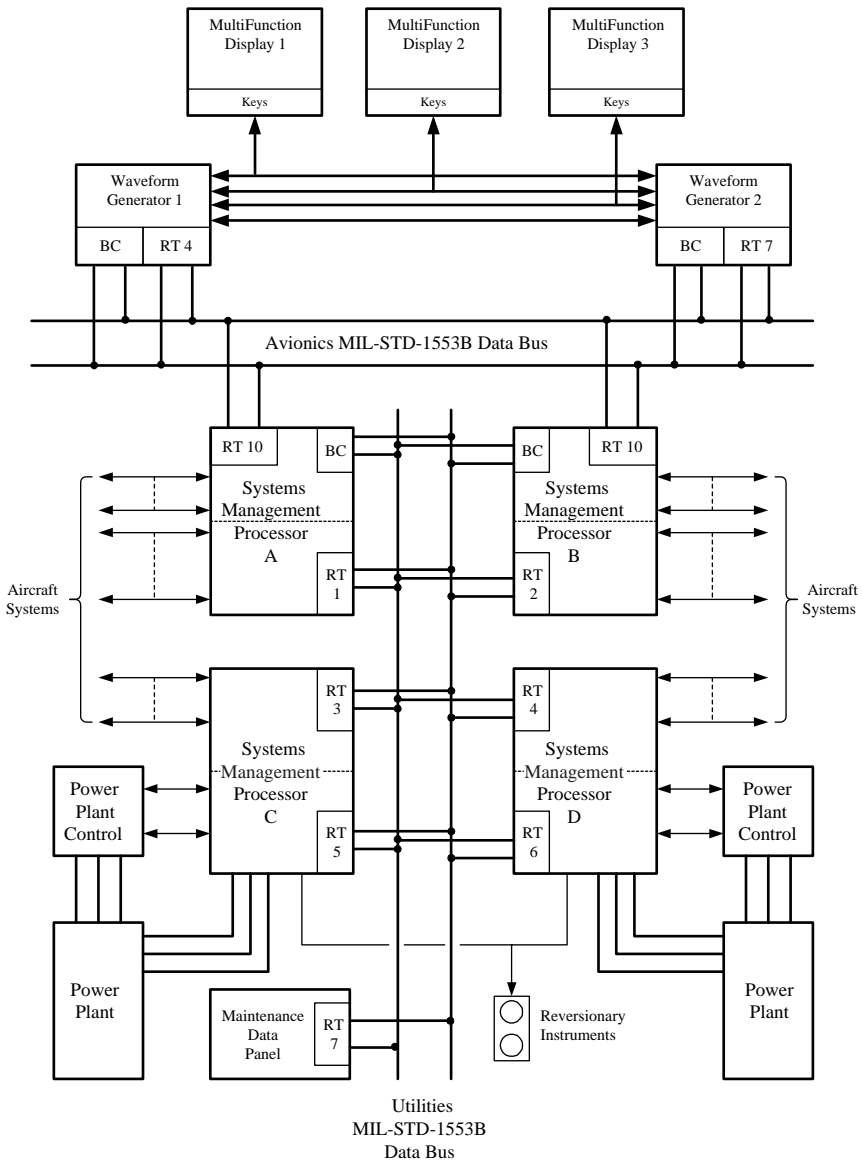 MultiFunction
Display 1
Keys
MultiFunction
Display 2
Keys
MultiFunction
Display 3
Keys
Waveform
Generator 1
BC
RT 4
Waveform
Generator 2
BC
RT 7
Avionics MIL-STD-1553B Data Bus
RT 10
BC
Systems
Management
Processor
A
RT
1
BC
RT 10
Systems
Management
Processor
B
RT
2
Aircraft
Systems
Aircraft
Systems
RT
3
Systems
Management
Processor
C
RT
5
RT
4
Systems
Management
Processor
D
RT
6
Power
Plant
Control
Power
Plant
Control
Power
Plant
Power
Plant
Maintenance
Data
Panel
RT
7
Reversionary
Instruments
Utilities
MIL-STD-1553B
Data Bus